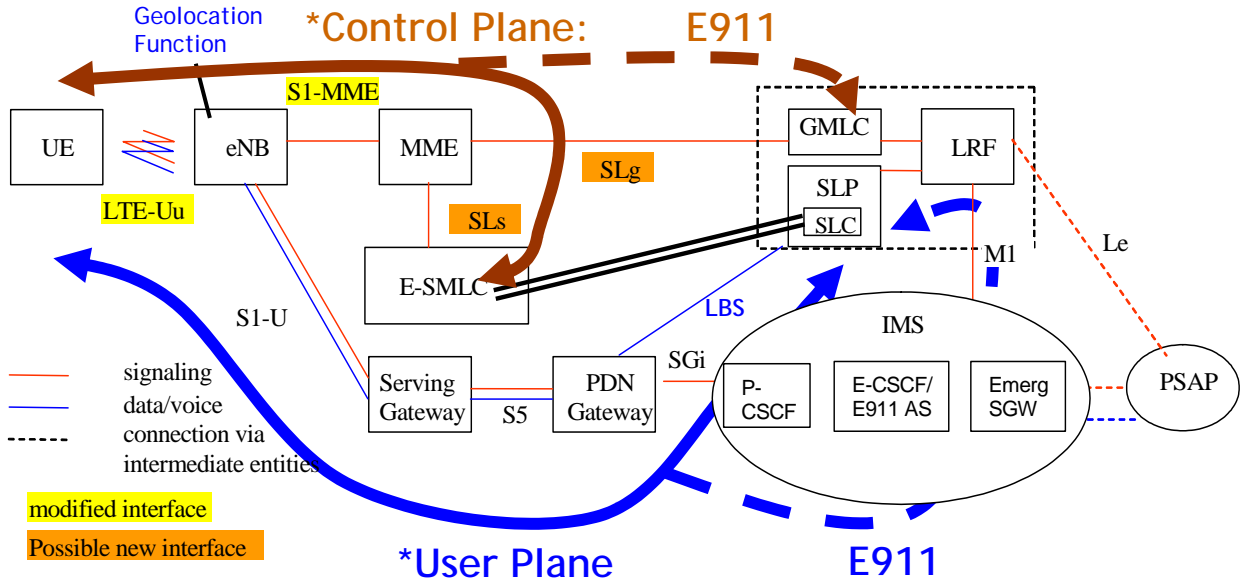 Geolocation
Function
*Control Plane: E911
S1-MME
UE
eNB
MME
GMLC
LRF
SLg
SLP
SLC
LTE-Uu
SLs
Le
M1
E-SMLC
LBS
S1-U
IMS
SGi
signaling
data/voice
connection via
intermediate entities
Serving
Gateway
S5
PDN
Gateway
P-
CSCF
E-CSCF/
E911 AS
Emerg
SGW
PSAP
modified interface
Possible new interface
*User Plane
E911